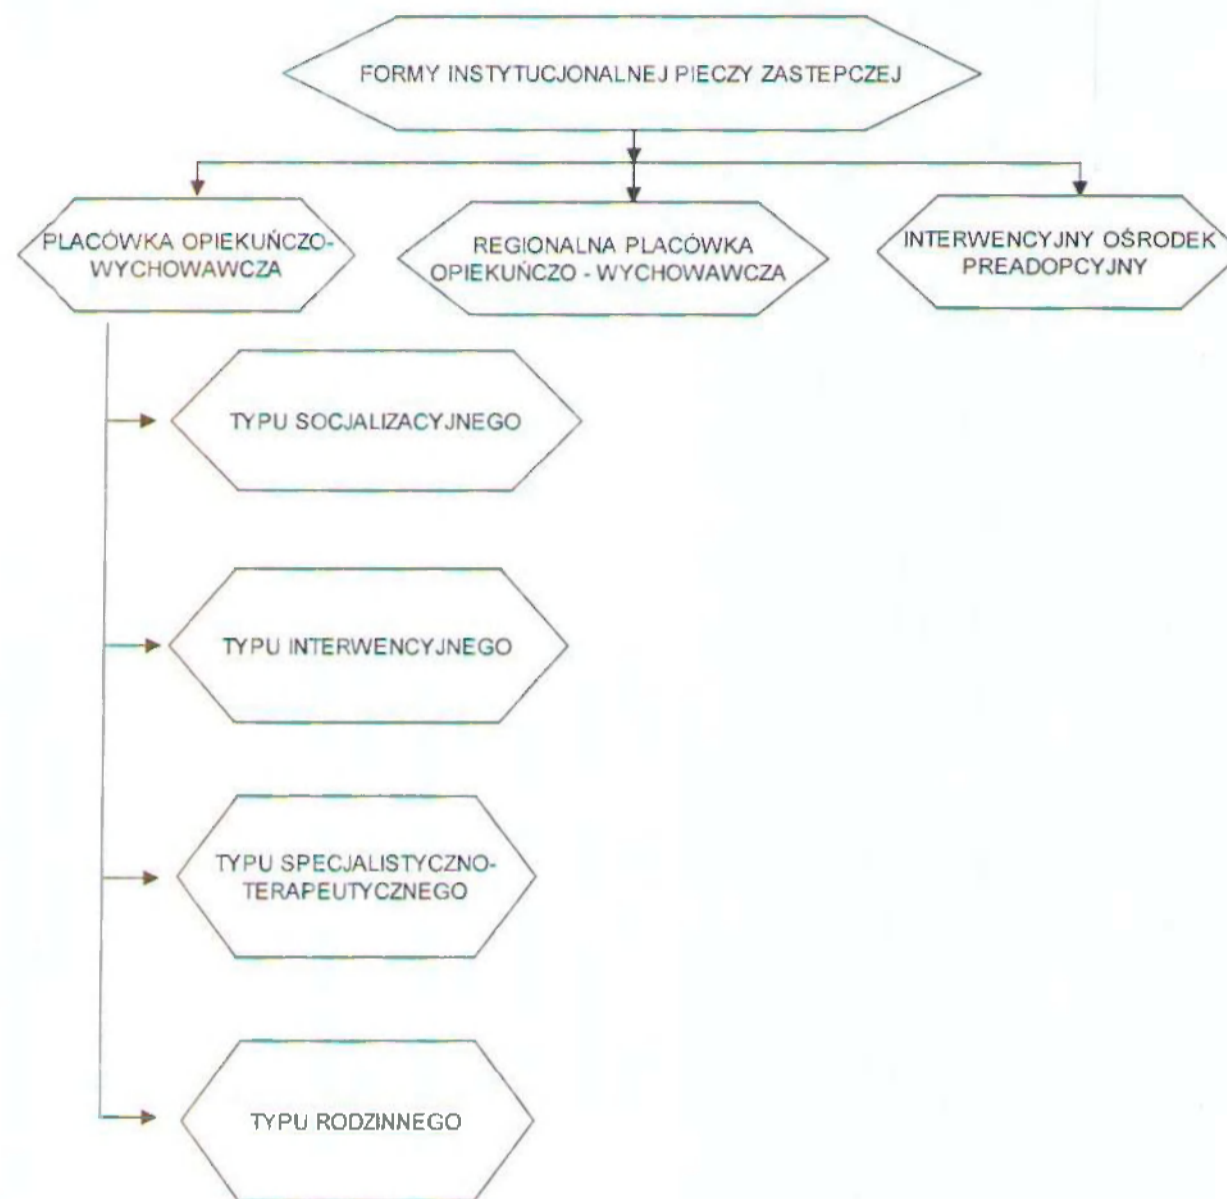 FORMY INSTYTUCJONALNEJ PIECZY ZASTEPCZEJ
PLACÓWKA OPIEKUŃCZO-
WYCHOWAWCZA
REGIONALNA PLACÓWKA
OPIEKUŃCZO - WYCHOWAWCZA
INTERWENCYJNY OŚRODEK
PREADOPCYJNY
TYPU SOCJALIZACYJNEGO
TYPU INTERWENCYJNEGO
TYPU SPECJALISTYCZNO-
TERAPEUTYCZNEGO
TYPU RODZINNEGO